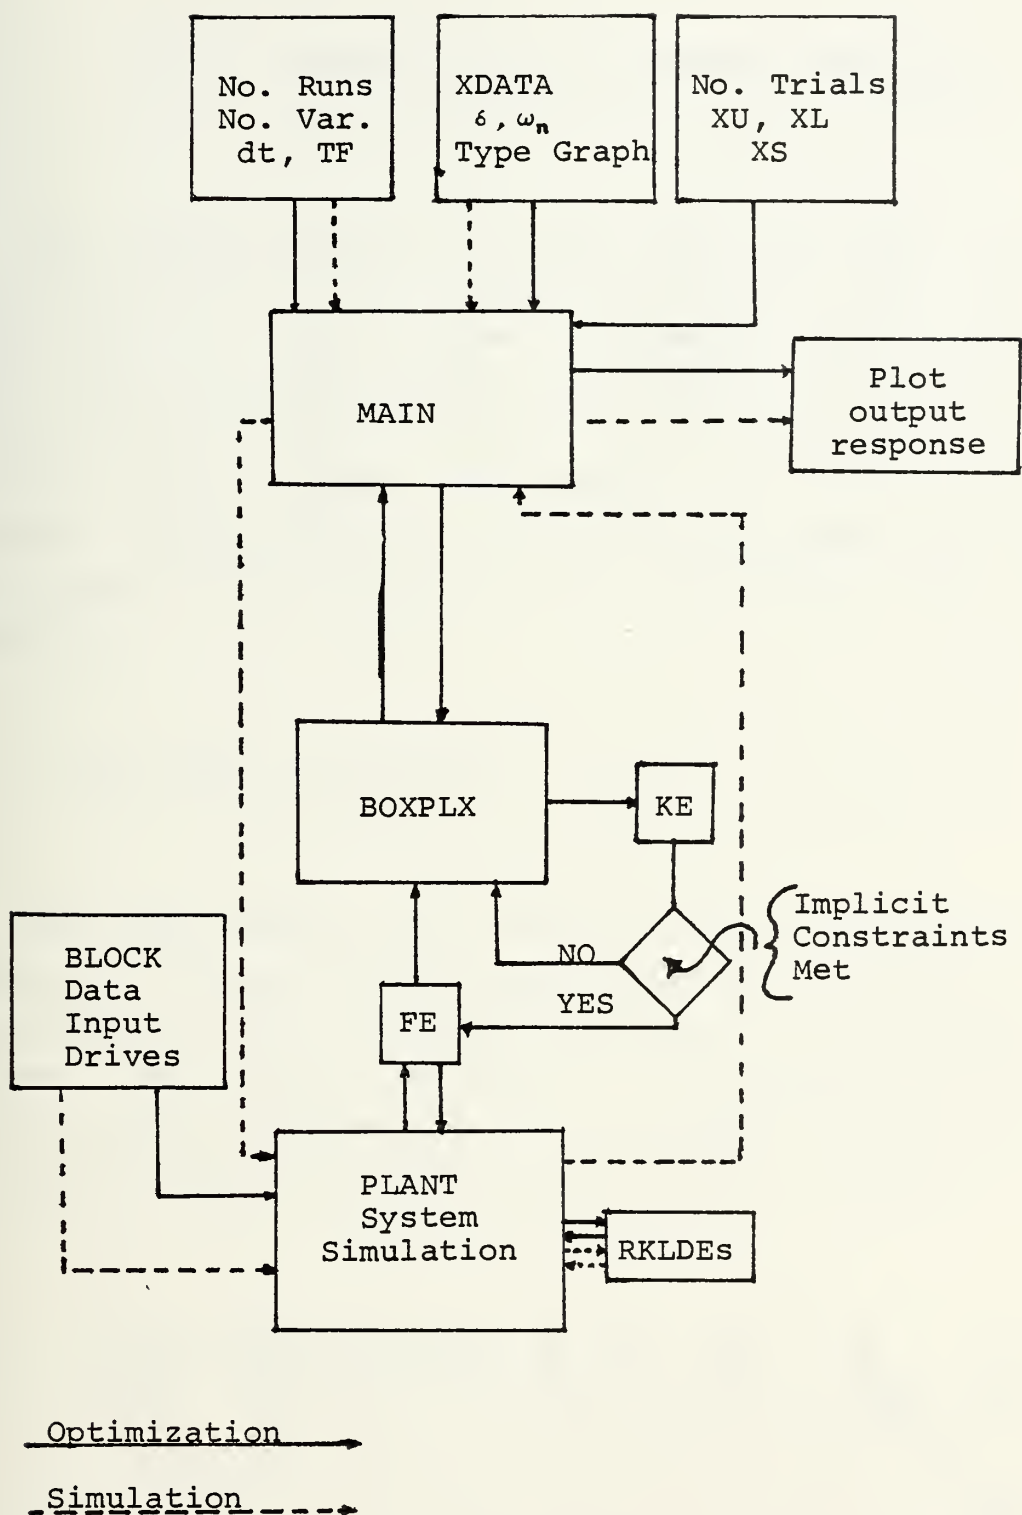 No. Runs
No. Var.
dt, TF
XDATA
δ, ωn
Type Graph
No. Trials
XU, XL
XS
MAIN
Plot
output
response
BOXPLX
KE
Implicit
Constraints
Met
NO
YES
FE
BLOCK
Data
Input
Drives
PLANT
System
Simulation
RKLDEs
Optimization
Simulation